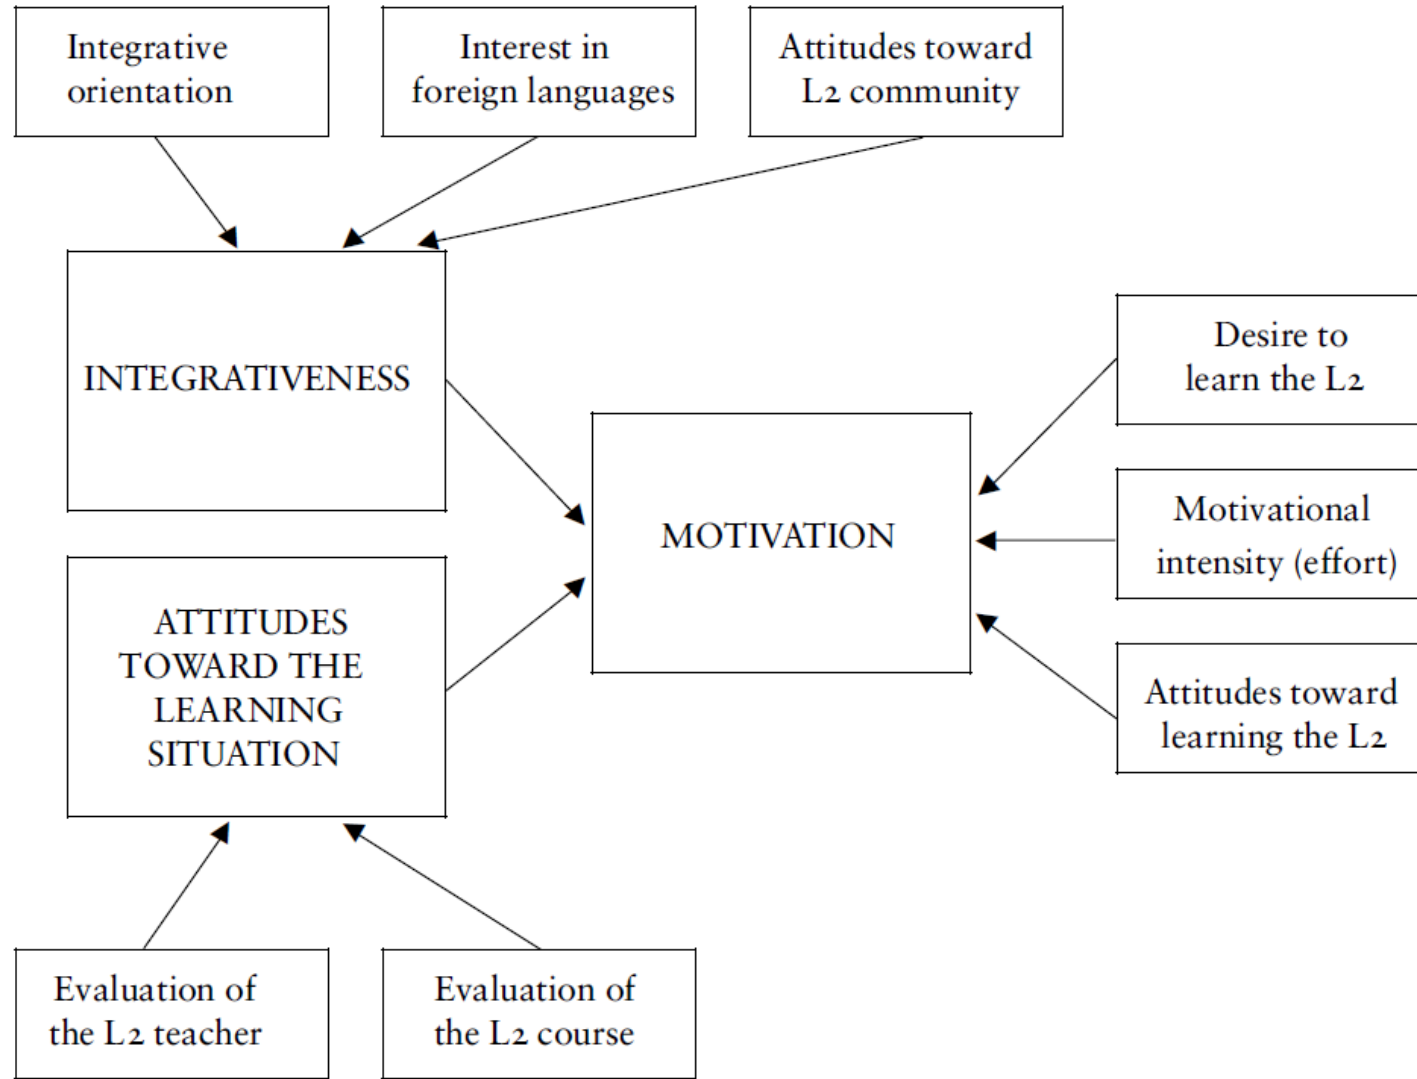 Integrative
orientation
Interest in
foreign languages
Attitudes toward
L2 community
INTEGRATIVENESS
Desire to
learn the L2
MOTIVATION
Motivational
intensity (effort)
ATTITUDES
TOWARD THE
LEARNING
SITUATION
Attitudes toward
learning the L2
Evaluation of
the L2 teacher
Evaluation of
the L2 course